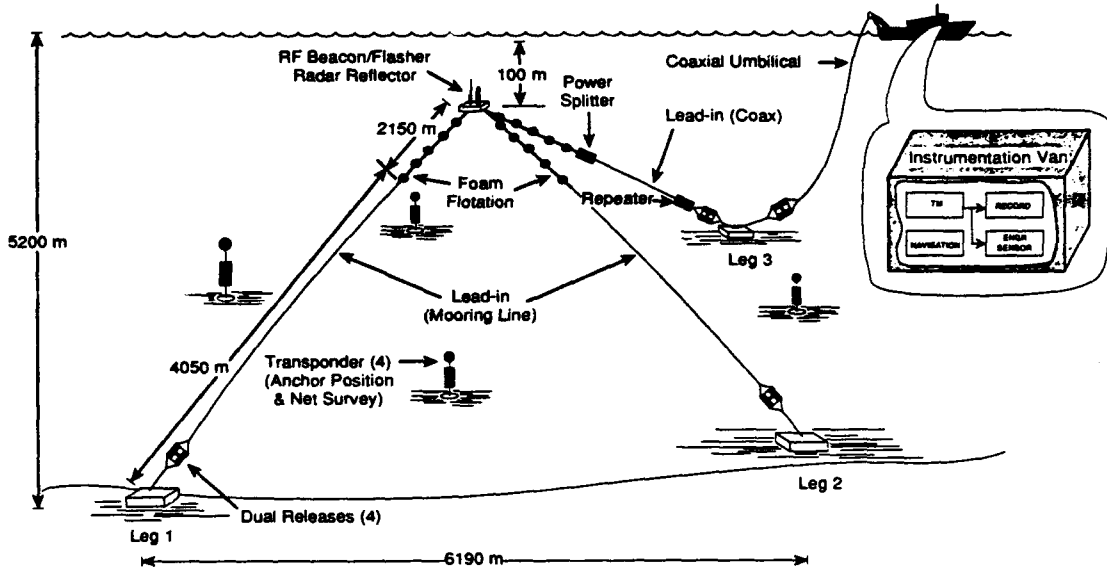 RF Beacon/Flasher
Radar Reflector
100 m
Power
Splitter
Coaxial Umbilical
2150 m
Lead-in (Coax)
Instrumentation Van
TM
RECORD
NAVIGATION
ENGR
SENSOR
Foam
Flotation
Repeater
5200 m
Leg 3
Lead-in
(Mooring Line)
4050 m
Transponder (4)
(Anchor Position
& Net Survey)
Leg 2
Dual Releases (4)
Leg 1
6190 m